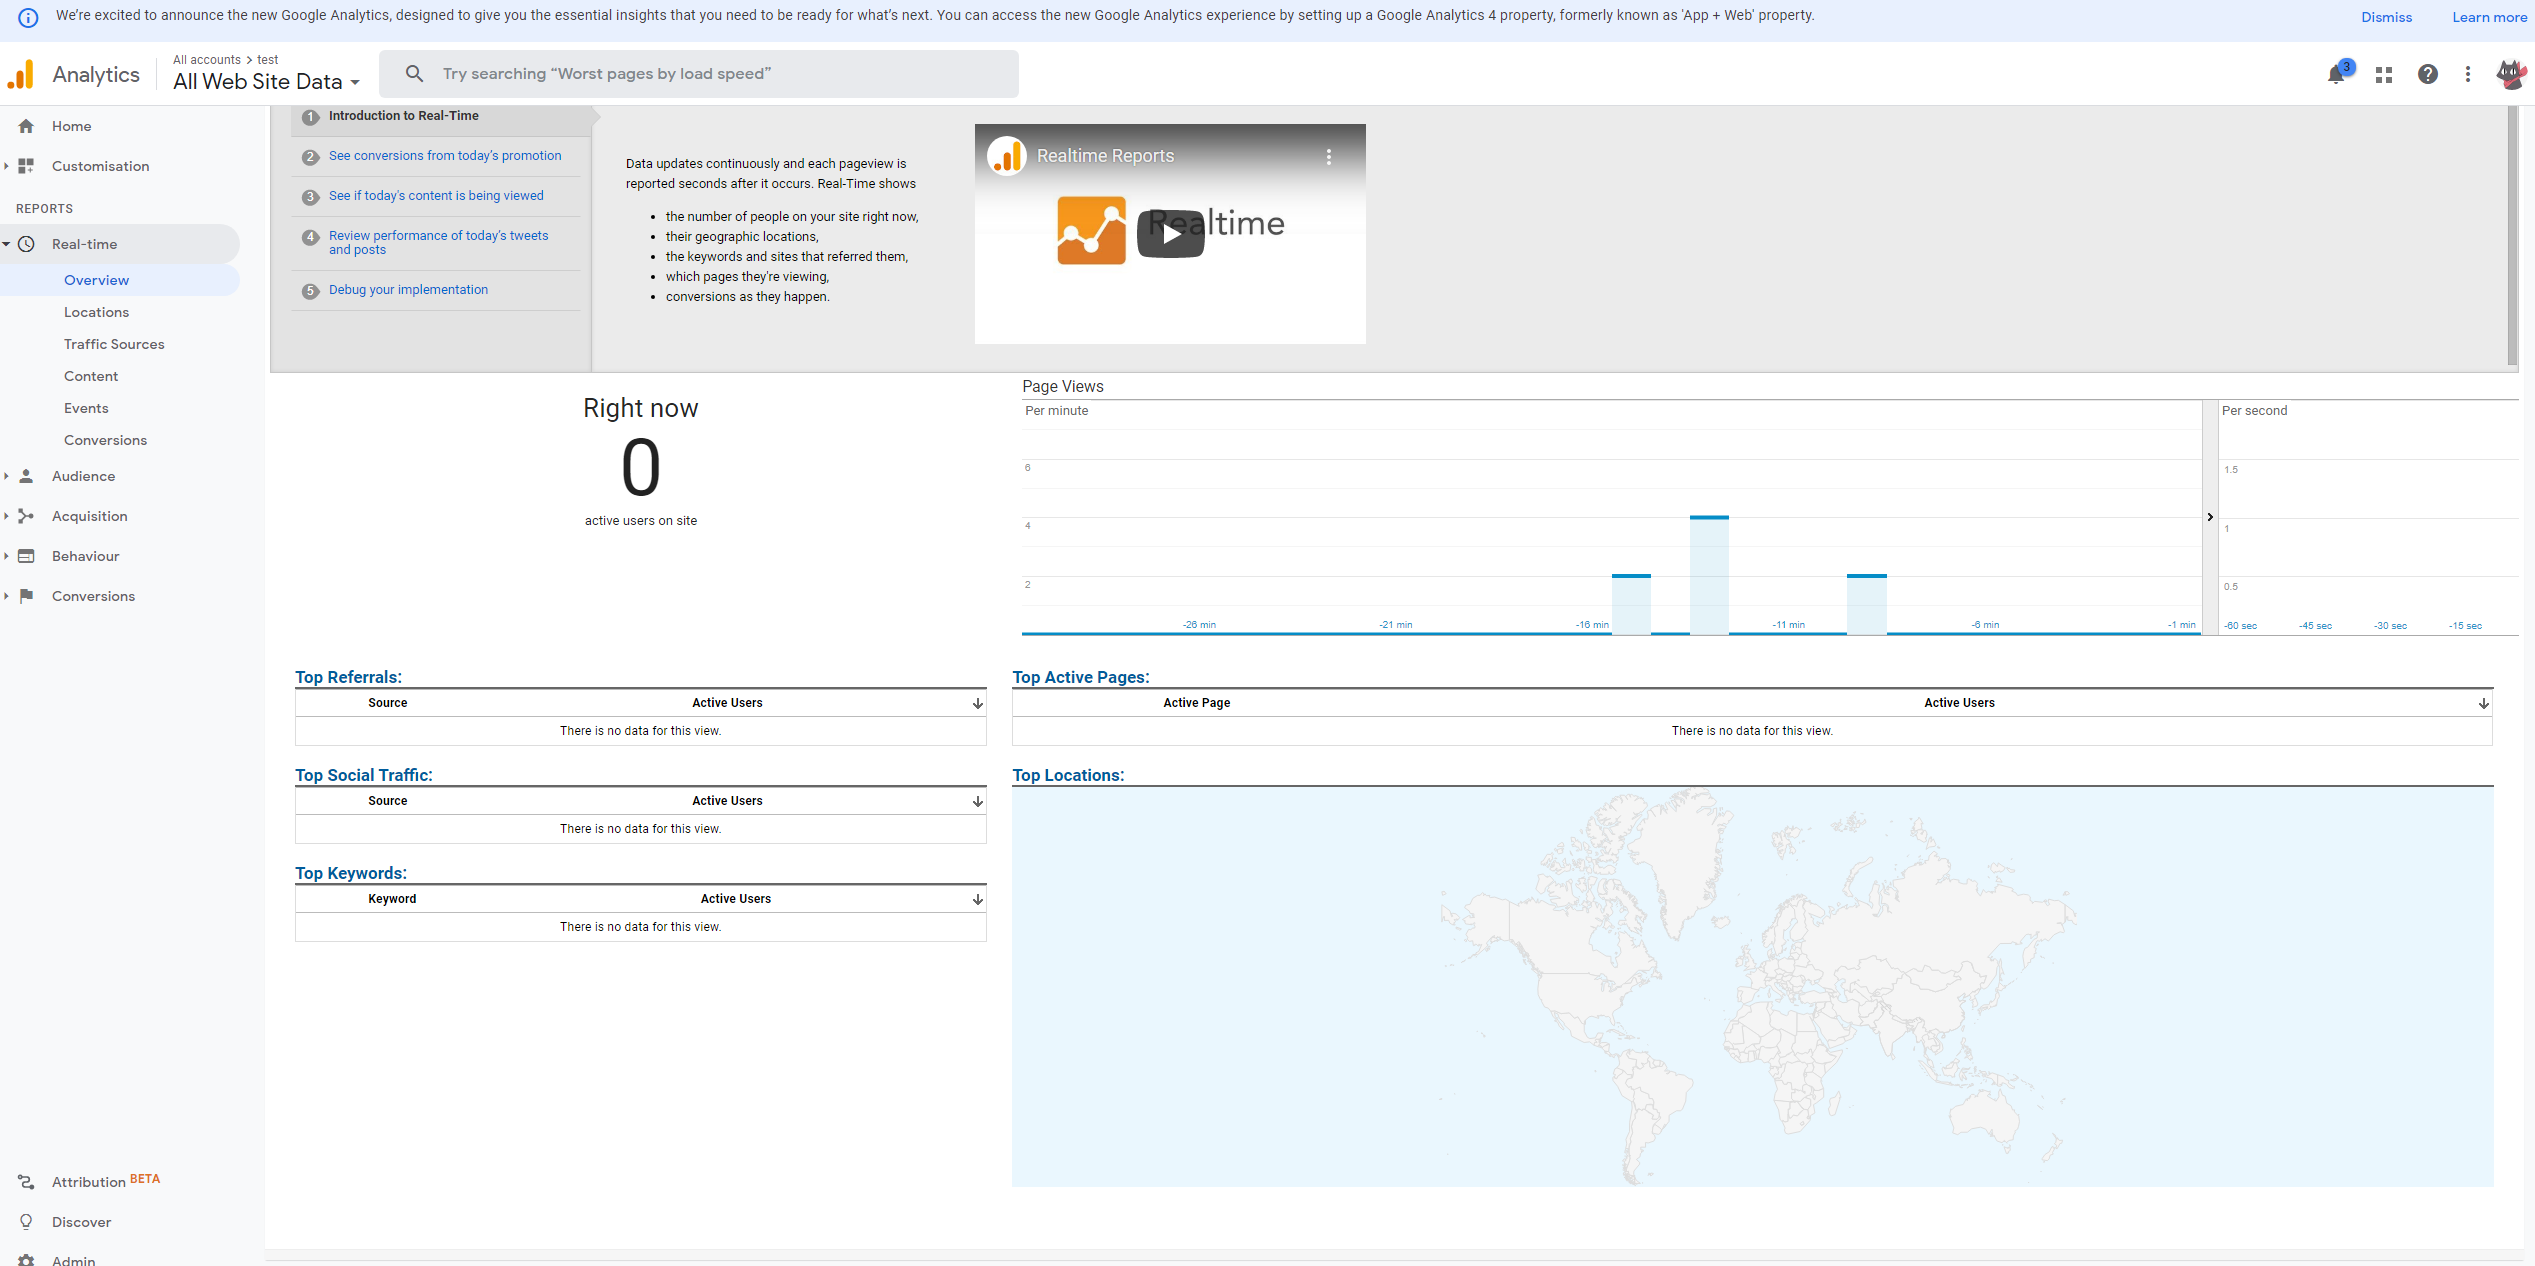 We're excited to announce the new Google Analytics, designed to give you the essential insights that you need to be ready for what's next. You can access the new Google Analytics experience by setting up a Google Analytics 4 property, formerly known as 'App + Web' property.
Dismiss
Learn more
Analytics
All accounts > test
All Web Site Data
Try searching “Worst pages by load speed”
3
Home
Customisation
REPORTS
Real-time
Overview
Locations
Traffic Sources
Content
Events
Conversions
Audience
Acquisition
Behaviour
Conversions
Attribution BETA
Discover
Admin
1 Introduction to Real-Time
2 See conversions from today's promotion
3 See if today's content is being viewed
4 Review performance of today's tweets
and posts
5 Debug your implementation
Data updates continuously and each pageview is
reported seconds after it occurs. Real-Time shows
• the number of people on your site right now,
• their geographic locations,
• the keywords and sites that referred them,
• which pages they're viewing,
• conversions as they happen.
Realtime Reports
Realtime
Right now
0
active users on site
Page Views
Per minute
6
4
2
-26 min
-21 min
-16 min
-11 min
-6 min
-1 min
Per second
1.5
1
0.5
-60 sec
-45 sec
-30 sec
-15 sec
Top Referrals:
Source Active Users
There is no data for this view.
Top Social Traffic:
Source Active Users
There is no data for this view.
Top Keywords:
Keyword Active Users
There is no data for this view.
Top Active Pages:
Active Page Active Users
There is no data for this view.
Top Locations: